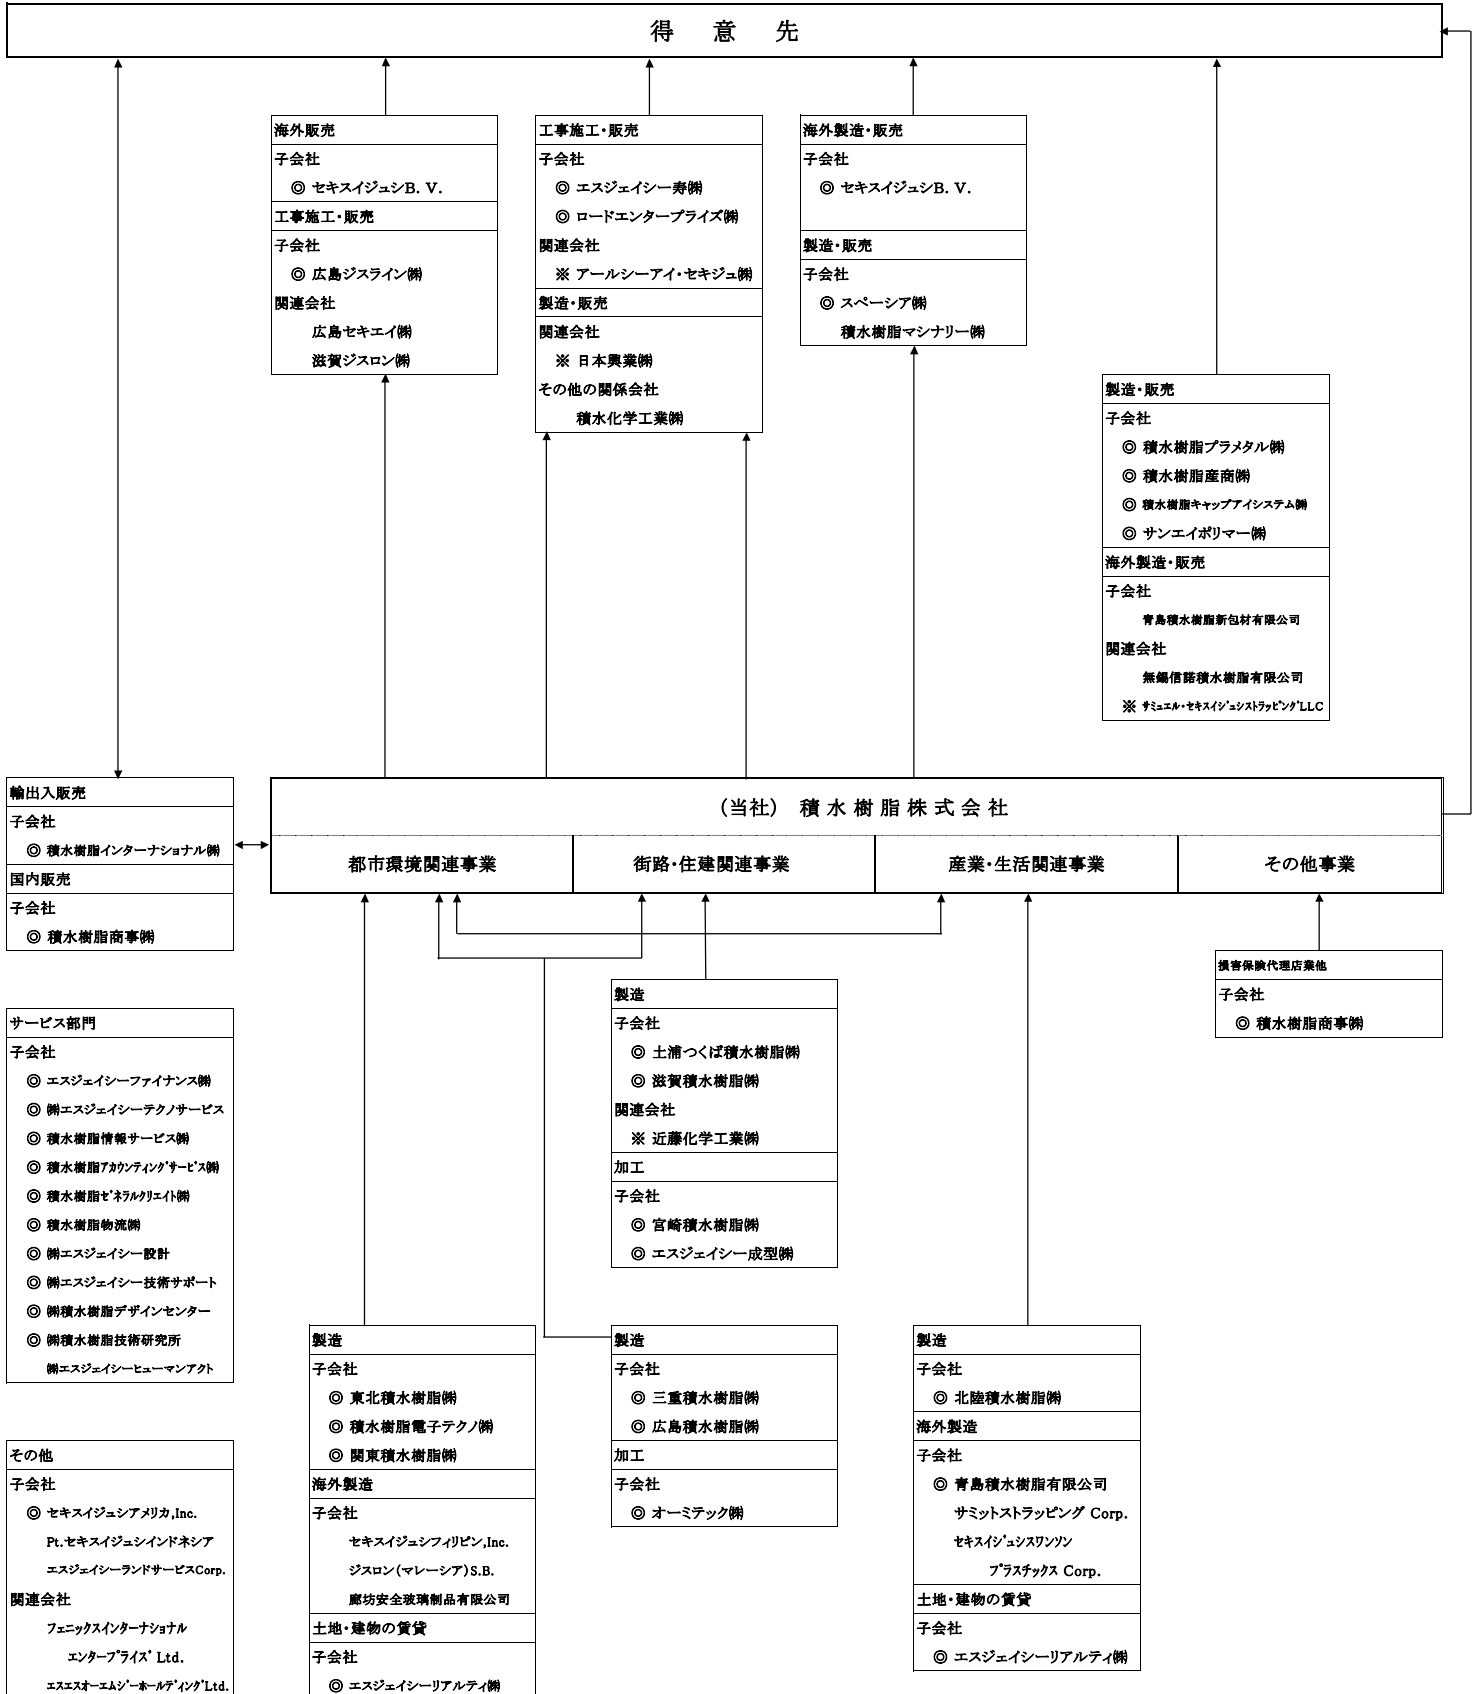 得 意 先
海外販売
子会社
◎ セキスイジュシB. V.
工事施工・販売
子会社
◎ 広島ジスライン㈱
関連会社
広島セキエイ㈱
滋賀ジスロン㈱
工事施工・販売
子会社
◎ エスジェイシー寿㈱
◎ ロードエンタープライズ㈱
関連会社
※ アールシーアイ・セキジュ㈱
製造・販売
関連会社
※ 日本興業㈱
その他の関係会社
積水化学工業㈱
海外製造・販売
子会社
◎ セキスイジュシB. V.
製造・販売
子会社
◎ スペーシア㈱
積水樹脂マシナリー㈱
製造・販売
子会社
◎ 積水樹脂プラメタル㈱
◎ 積水樹脂産商㈱
◎ 積水樹脂キャップアイシステム㈱
◎ サンエイポリマー㈱
海外製造・販売
子会社
青島積水樹脂新包材有限公司
関連会社
無錫信諾積水樹脂有限公司
※ サミュエル・セキスイジュシストラッピングLLC
輸出入販売
子会社
◎ 積水樹脂インターナショナル㈱
国内販売
子会社
◎ 積水樹脂商事㈱
(当社) 積 水 樹 脂 株 式 会 社
都市環境関連事業
街路・住建関連事業
産業・生活関連事業
その他事業
損害保険代理店業他
子会社
◎ 積水樹脂商事㈱
サービス部門
子会社
◎ エスジェイシーファイナンス㈱
◎ ㈱エスジェイシーテクノサービス
◎ 積水樹脂情報サービス㈱
◎ 積水樹脂アカウンティングサービス㈱
◎ 積水樹脂ゼネラルクリエイト㈱
◎ 積水樹脂物流㈱
◎ ㈱エスジェイシー設計
◎ ㈱エスジェイシー技術サポート
◎ ㈱積水樹脂デザインセンター
◎ ㈱積水樹脂技術研究所
㈱エスジェイシーヒューマンアクト
製造
子会社
◎ 土浦つくば積水樹脂㈱
◎ 滋賀積水樹脂㈱
関連会社
※ 近藤化学工業㈱
加工
子会社
◎ 宮崎積水樹脂㈱
◎ エスジェイシー成型㈱
その他
子会社
◎ セキスイジュシアメリカ,Inc.
Pt.セキスイジュシインドネシア
エスジェイシーランドサービスCorp.
関連会社
フェニックスインターナショナル
エンタープライズ Ltd.
エスエスオーエムジーホールディングLtd.
製造
子会社
◎ 東北積水樹脂㈱
◎ 積水樹脂電子テクノ㈱
◎ 関東積水樹脂㈱
海外製造
子会社
セキスイジュシフィリピン,Inc.
ジスロン(マレーシア)S.B.
廊坊安全玻璃制品有限公司
土地・建物の賃貸
子会社
◎ エスジェイシーリアルティ㈱
製造
子会社
◎ 三重積水樹脂㈱
◎ 広島積水樹脂㈱
加工
子会社
◎ オーミテック㈱
製造
子会社
◎ 北陸積水樹脂㈱
海外製造
子会社
◎ 青島積水樹脂有限公司
サミットストラッピング Corp.
セキスイジュシスワンソン
プラスチックス Corp.
土地・建物の賃貸
子会社
◎ エスジェイシーリアルティ㈱